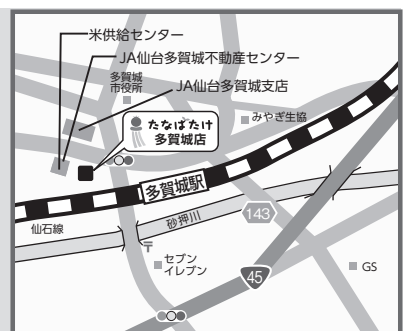 米供給センター
JA仙台多賀城不動産センター
多賀城
市役所
JA仙台多賀城支店
たなばたけ
多賀城店
みやぎ生協
多賀城駅
仙石線
砂押川
143
〒
セブン
イレブン
45
GS